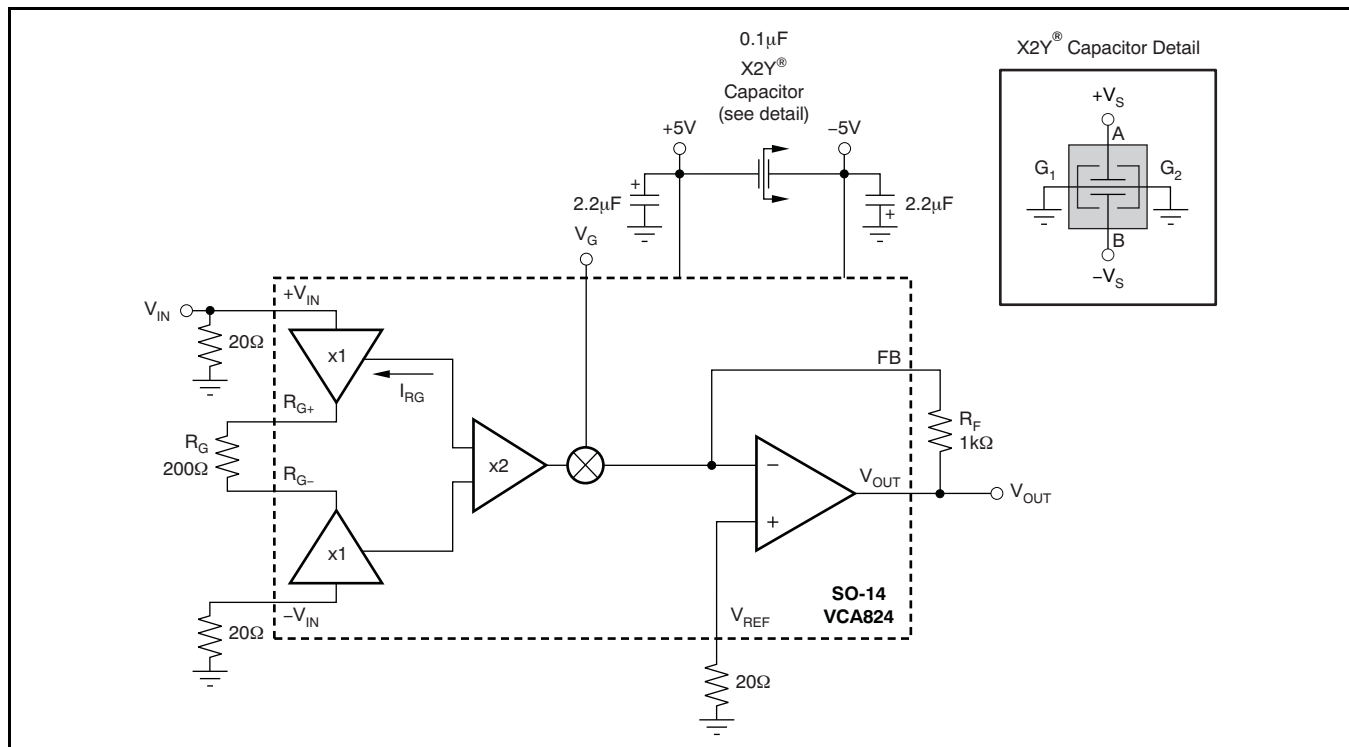 0.1µF
X2Y®
Capacitor
(see detail)
X2Y® Capacitor Detail
+VS
A
G1
G2
B
−VS
+5V
−5V
+
2.2µF
2.2µF
+
VG
+VIN
VIN
20Ω
x1
IRG
RG+
RG
200Ω
RG−
x1
x2
FB
RF
1kΩ
−
+
VOUT
VOUT
−VIN
20Ω
SO-14
VCA824
VREF
20Ω